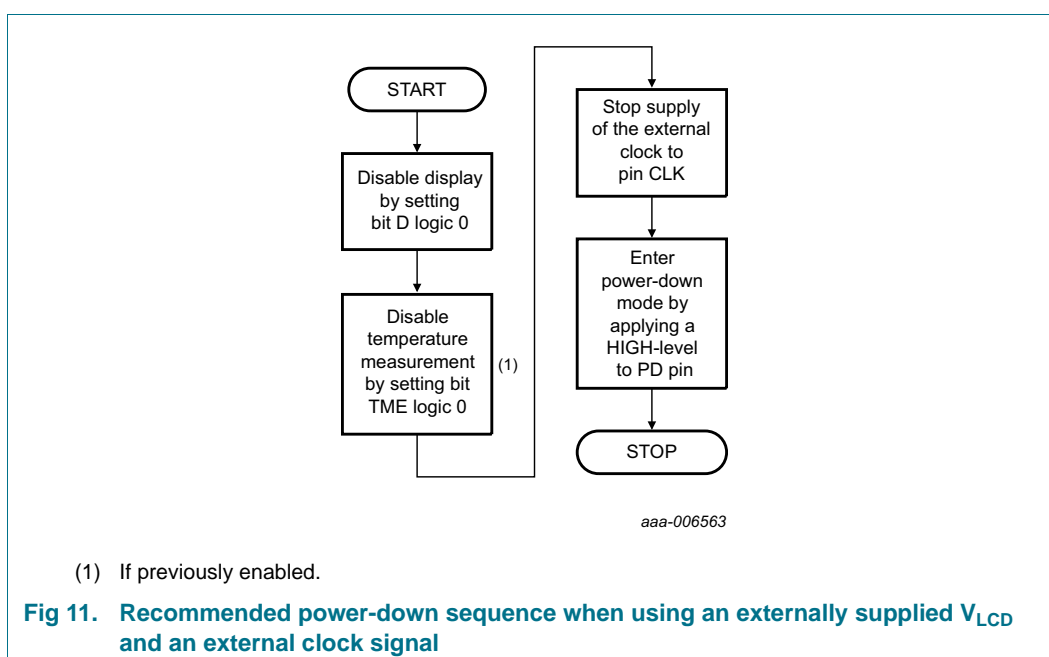 START
Disable display
by setting
bit D logic 0
Disable
temperature
measurement
by setting bit
TME logic 0
(1)
Stop supply
of the external
clock to
pin CLK
Enter
power-down
mode by
applying a
HIGH-level
to PD pin
STOP
aaa-006563
(1) If previously enabled.
Fig 11. Recommended power-down sequence when using an externally supplied VLCD
and an external clock signal